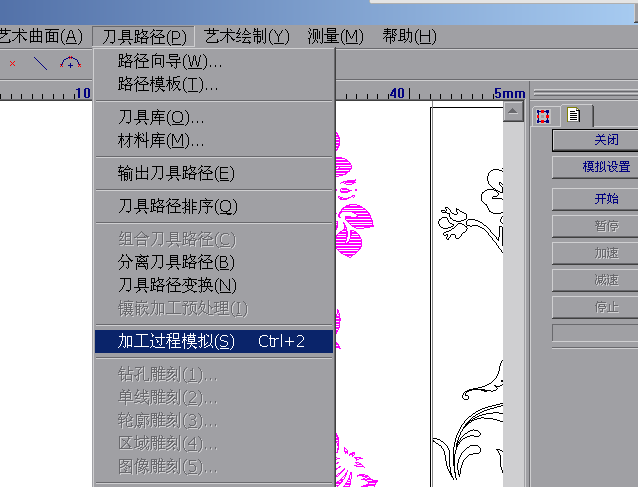 艺术曲面(A) 刀具路径(P) 艺术绘制(Y) 测量(M) 帮助(H)
路径向导(W)...
路径模板(T)...
10 40 5mm
刀具库(O)...
材料库(M)...
输出刀具路径(E)
刀具路径排序(Q)
组合刀具路径(C)
分离刀具路径(B)
刀具路径变换(N)
镶嵌加工预处理(I)
加工过程模拟(S) Ctrl+2
钻孔雕刻(1)...
单线雕刻(2)...
轮廓雕刻(3)...
区域雕刻(4)...
图像雕刻(5)...
关闭
模拟设置
开始
暂停
加速
减速
停止